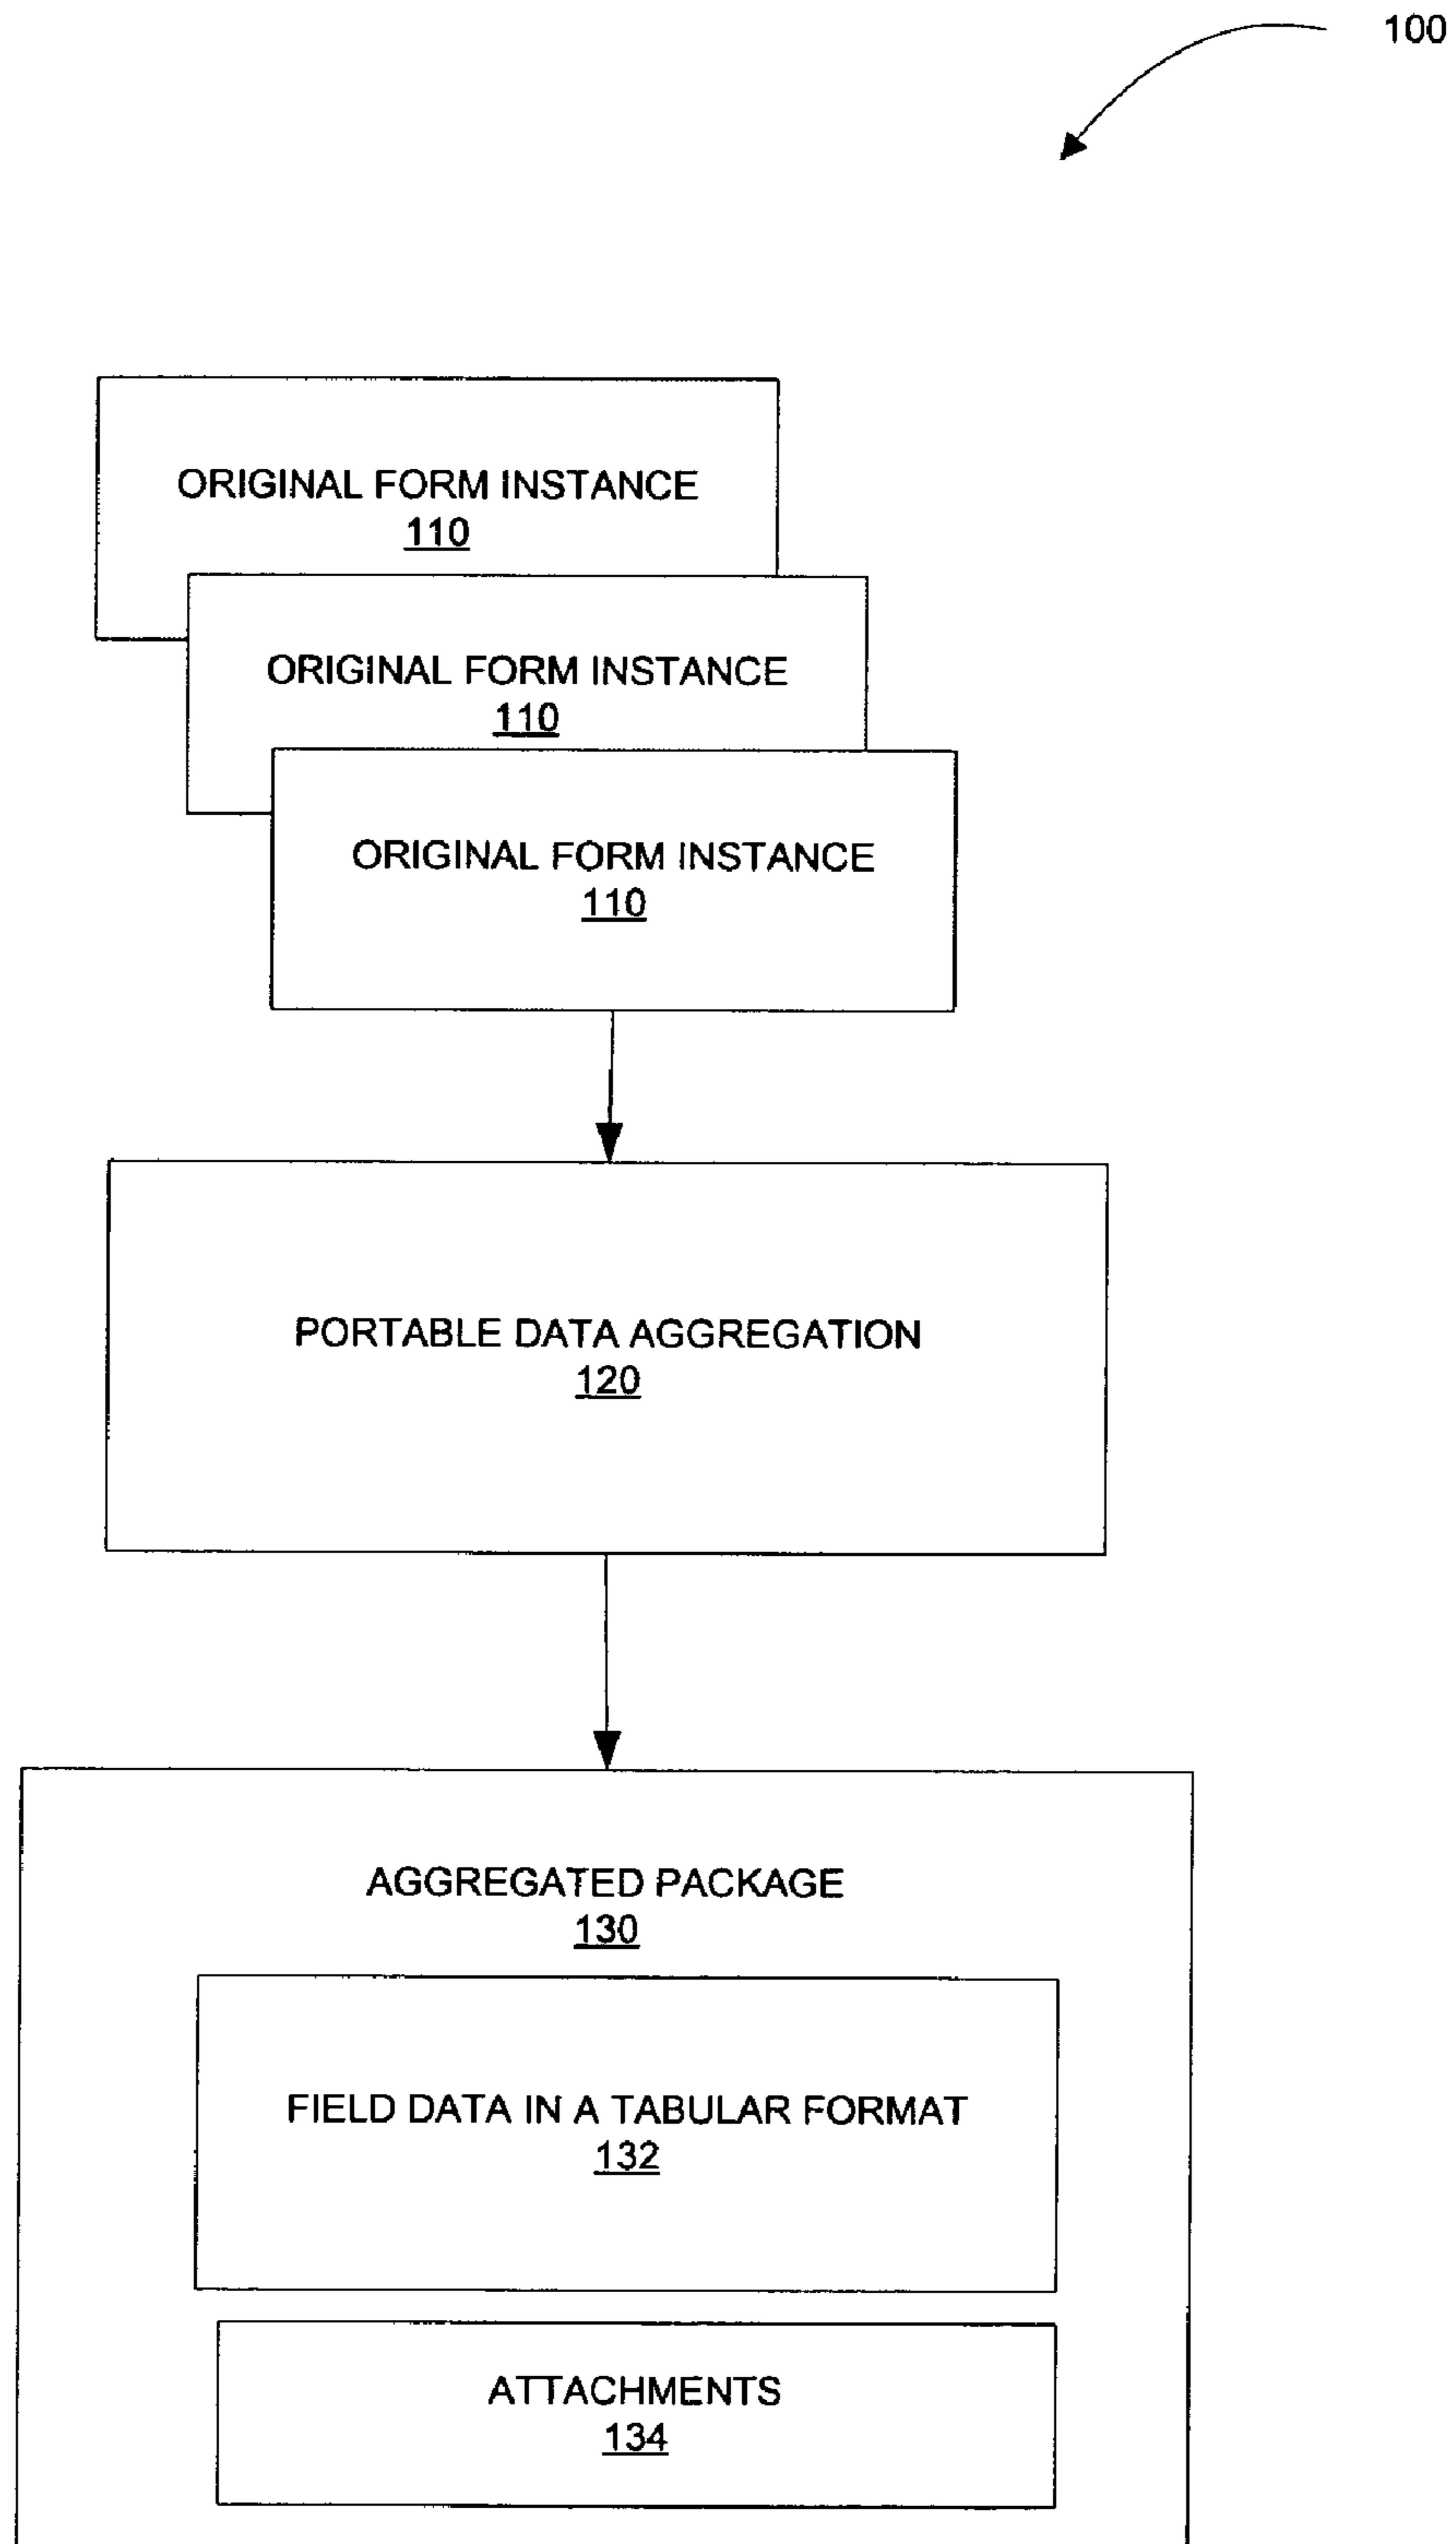 100
ORIGINAL FORM INSTANCE
110
ORIGINAL FORM INSTANCE
110
ORIGINAL FORM INSTANCE
110
PORTABLE DATA AGGREGATION
120
AGGREGATED PACKAGE
130
FIELD DATA IN A TABULAR FORMAT
132
ATTACHMENTS
134